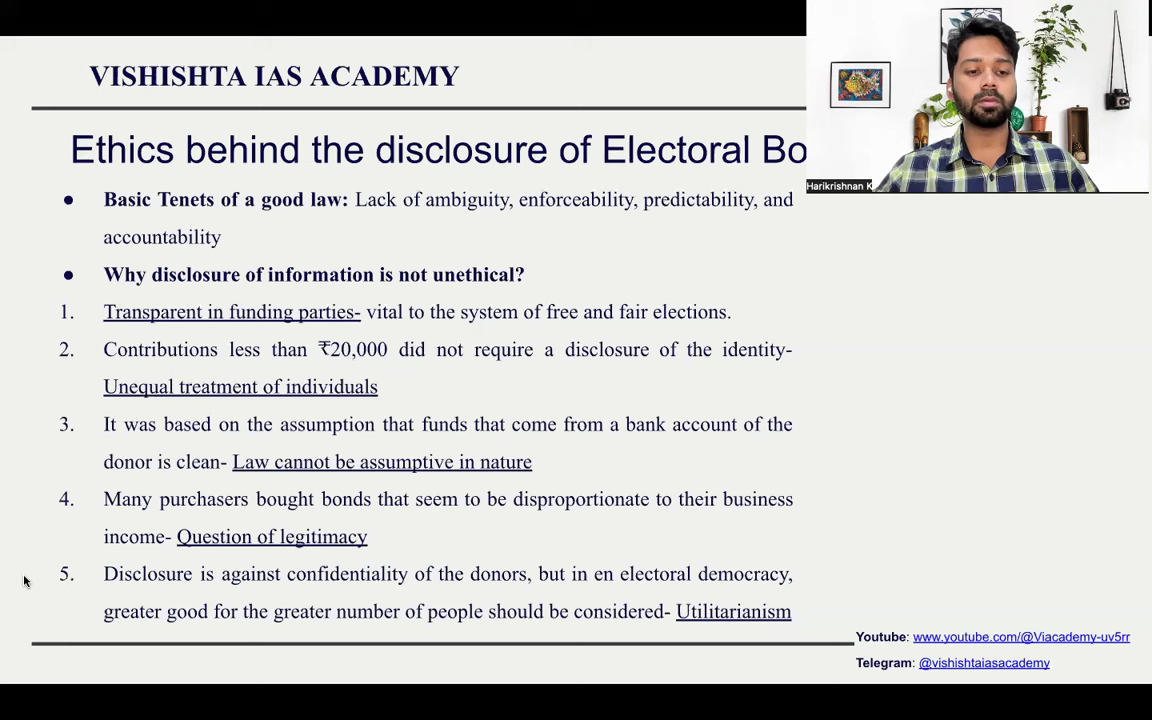 VISHISHTA IAS ACADEMY
Ethics behind the disclosure of Electoral Bo
Harikrishnan K
● Basic Tenets of a good law: Lack of ambiguity, enforceability, predictability, and
accountability
● Why disclosure of information is not unethical?
1. Transparent in funding parties- vital to the system of free and fair elections.
2. Contributions less than ₹20,000 did not require a disclosure of the identity-
Unequal treatment of individuals
3. It was based on the assumption that funds that come from a bank account of the
donor is clean- Law cannot be assumptive in nature
4. Many purchasers bought bonds that seem to be disproportionate to their business
income- Question of legitimacy
5. Disclosure is against confidentiality of the donors, but in en electoral democracy,
greater good for the greater number of people should be considered- Utilitarianism
Youtube: www.youtube.com/@Viacademy-uv5rr
Telegram: @vishishtaiasacademy